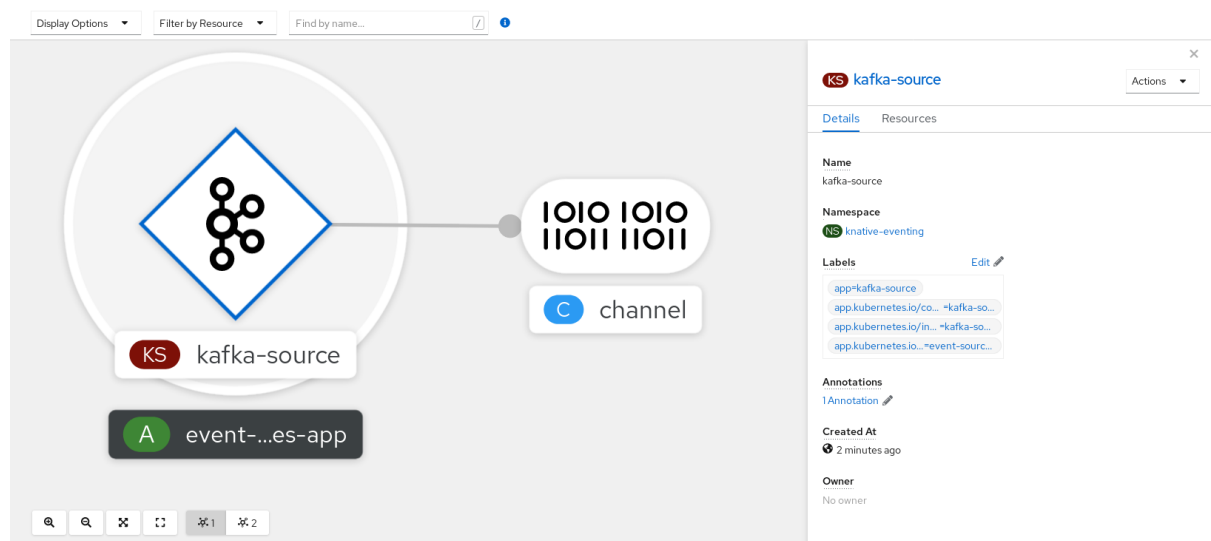 Display Options
Filter by Resource
Find by name...
/
KS kafka-source
Actions
Details
Resources
Name
kafka-source
Namespace
NS knative-eventing
Labels
Edit
app=kafka-source
app.kubernetes.io/co... =kafka-so...
app.kubernetes.io/in... =kafka-so...
app.kubernetes.io...=event-sourc...
Annotations
1 Annotation
Created At
2 minutes ago
Owner
No owner
1010 1010
11011 11011
C channel
KS kafka-source
A event-...es-app
1
2